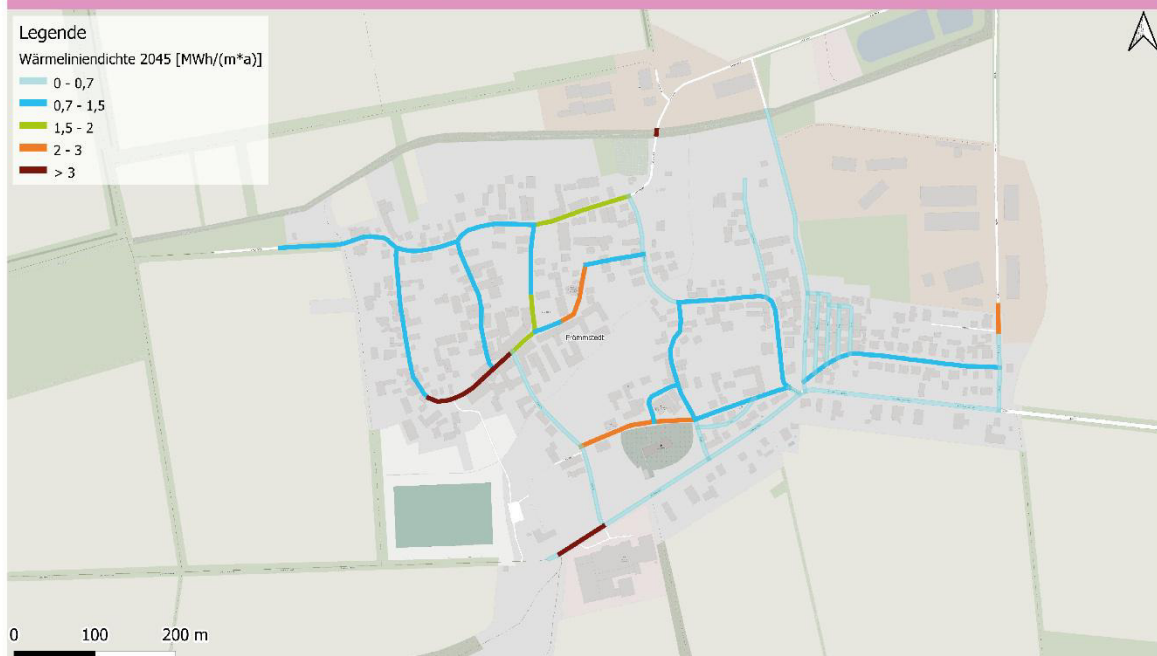 Legende
Wärmeliniendichte 2045 [MWh/(m*a)]
0 - 0,7
0,7 - 1,5
1,5 - 2
2 - 3
> 3
Frömmstedt
0 100 200 m